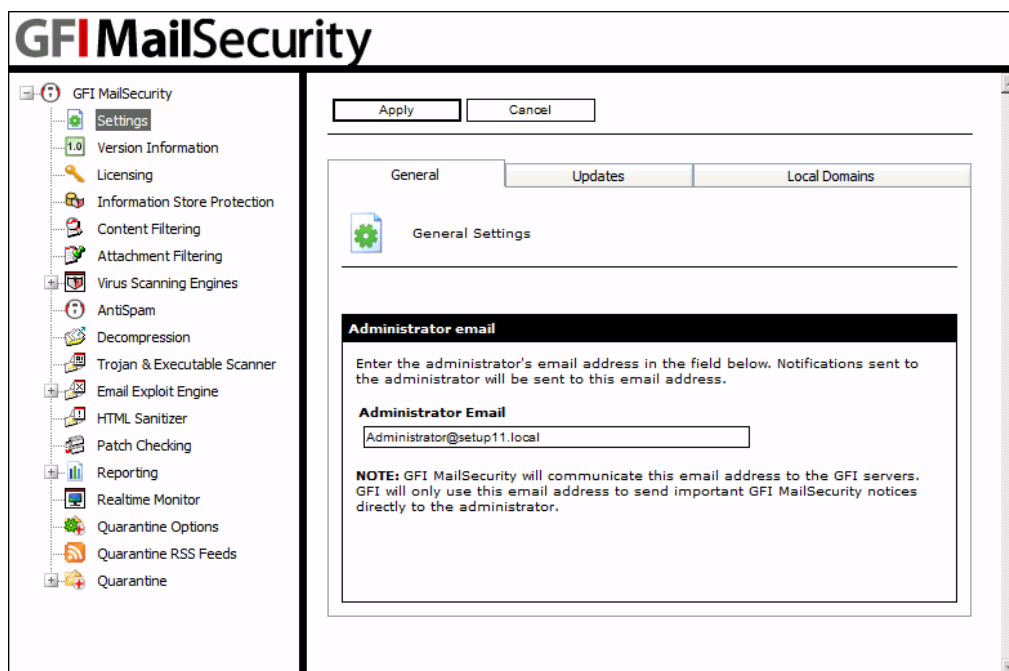 GFI MailSecurity
GFI MailSecurity
Settings
1.0 Version Information
Licensing
Information Store Protection
Content Filtering
Attachment Filtering
Virus Scanning Engines
AntiSpam
Decompression
Trojan & Executable Scanner
Email Exploit Engine
HTML Sanitizer
Patch Checking
Reporting
Realtime Monitor
Quarantine Options
Quarantine RSS Feeds
Quarantine
Apply Cancel
General Updates Local Domains
General Settings
Administrator email
Enter the administrator's email address in the field below. Notifications sent to
the administrator will be sent to this email address.
Administrator Email
Administrator@setup11.local
NOTE: GFI MailSecurity will communicate this email address to the GFI servers.
GFI will only use this email address to send important GFI MailSecurity notices
directly to the administrator.